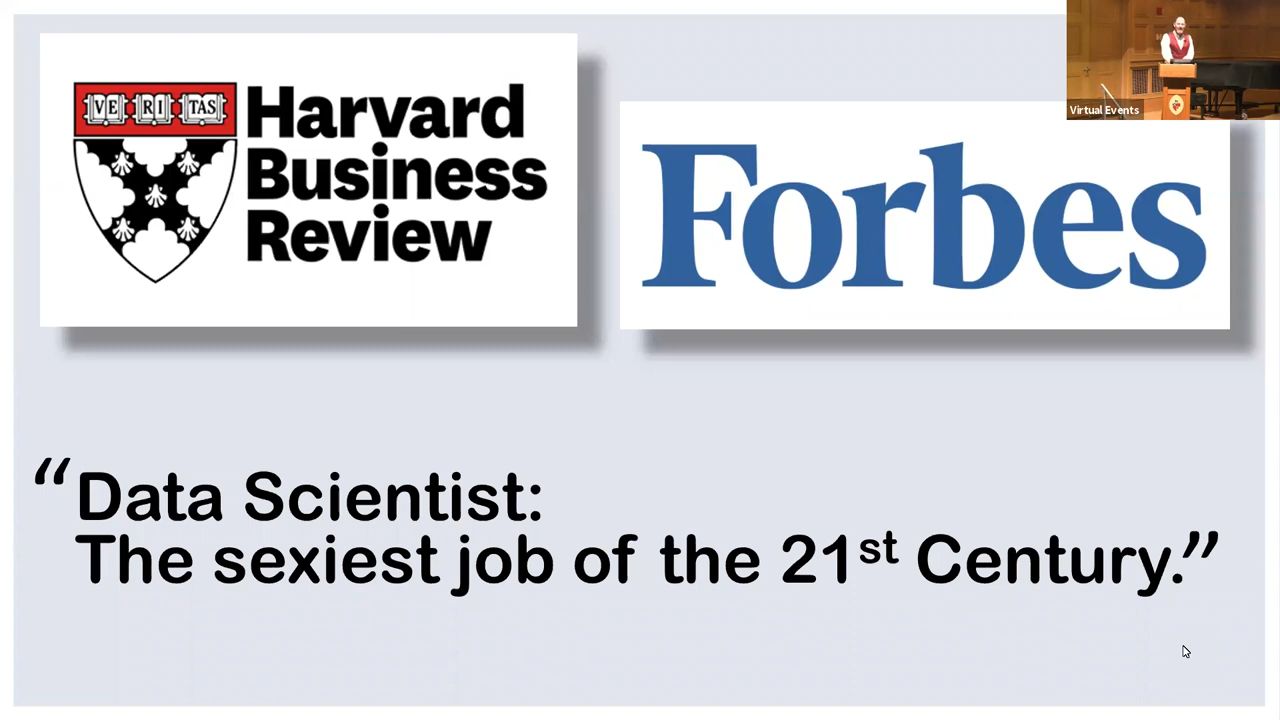 VE RI TAS
Harvard
Business
Review
Forbes
Virtual Events
“Data Scientist:
The sexiest job of the 21st Century.”